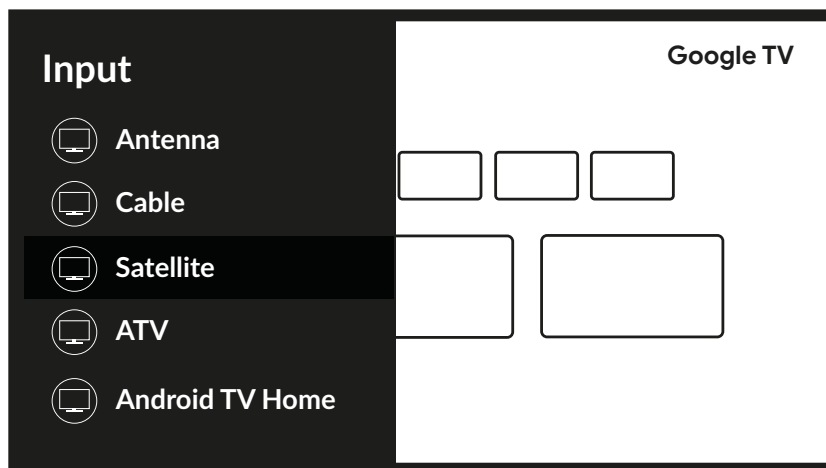 Input
Google TV
Antenna
Cable
Satellite
ATV
Android TV Home